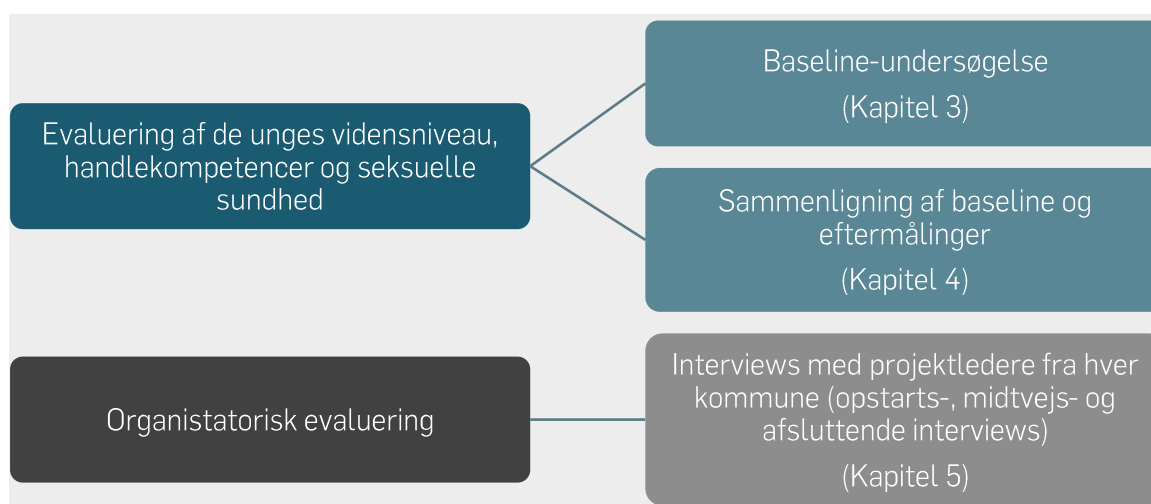 Evaluering af de unges vidensniveau,
handlekompetencer og seksuelle
sundhed
Baseline-undersøgelse
(Kapitel 3)
Sammenligning af baseline og
eftermålinger
(Kapitel 4)
Organistatorisk evaluering
Interviews med projektledere fra hver
kommune (opstarts-, midtvejs- og
afsluttende interviews)
(Kapitel 5)